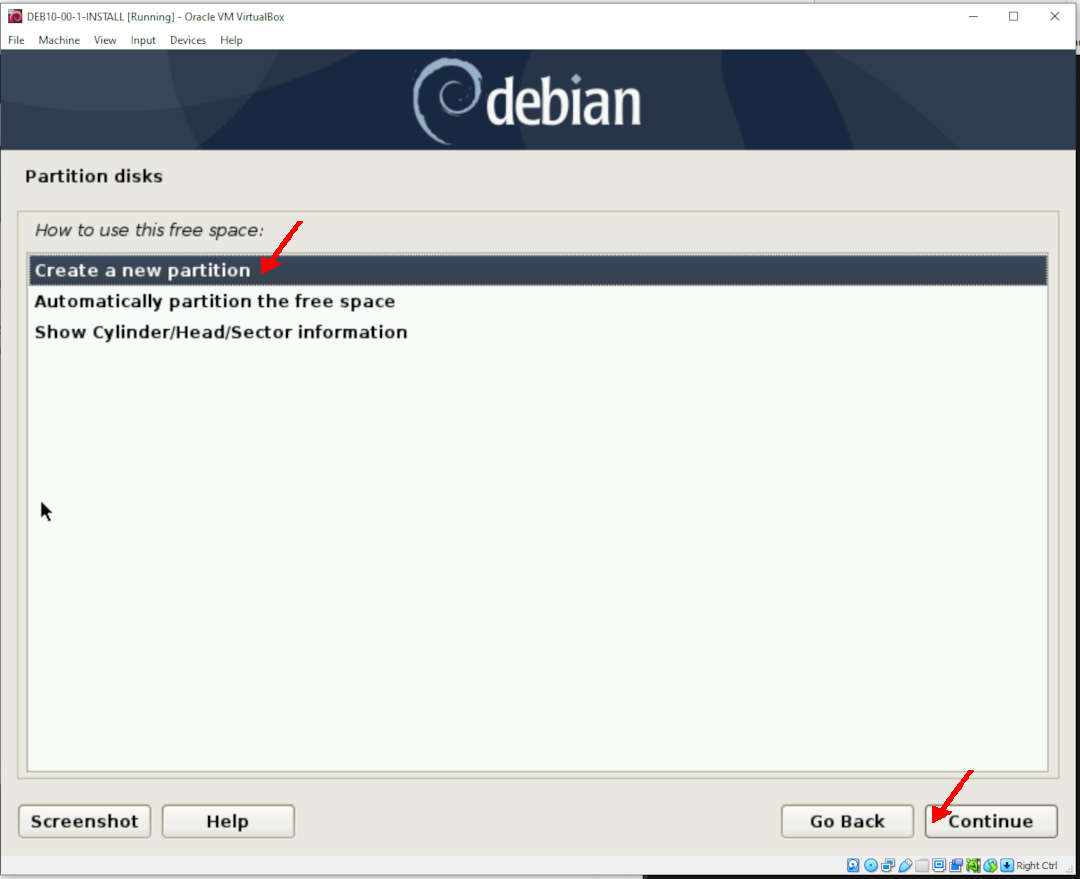 DEB10-00-1-INSTALL [Running] - Oracle VM VirtualBox
File Machine View Input Devices Help
debian
Partition disks
How to use this free space:
Create a new partition
Automatically partition the free space
Show Cylinder/Head/Sector information
Screenshot Help Go Back Continue
Right Ctrl